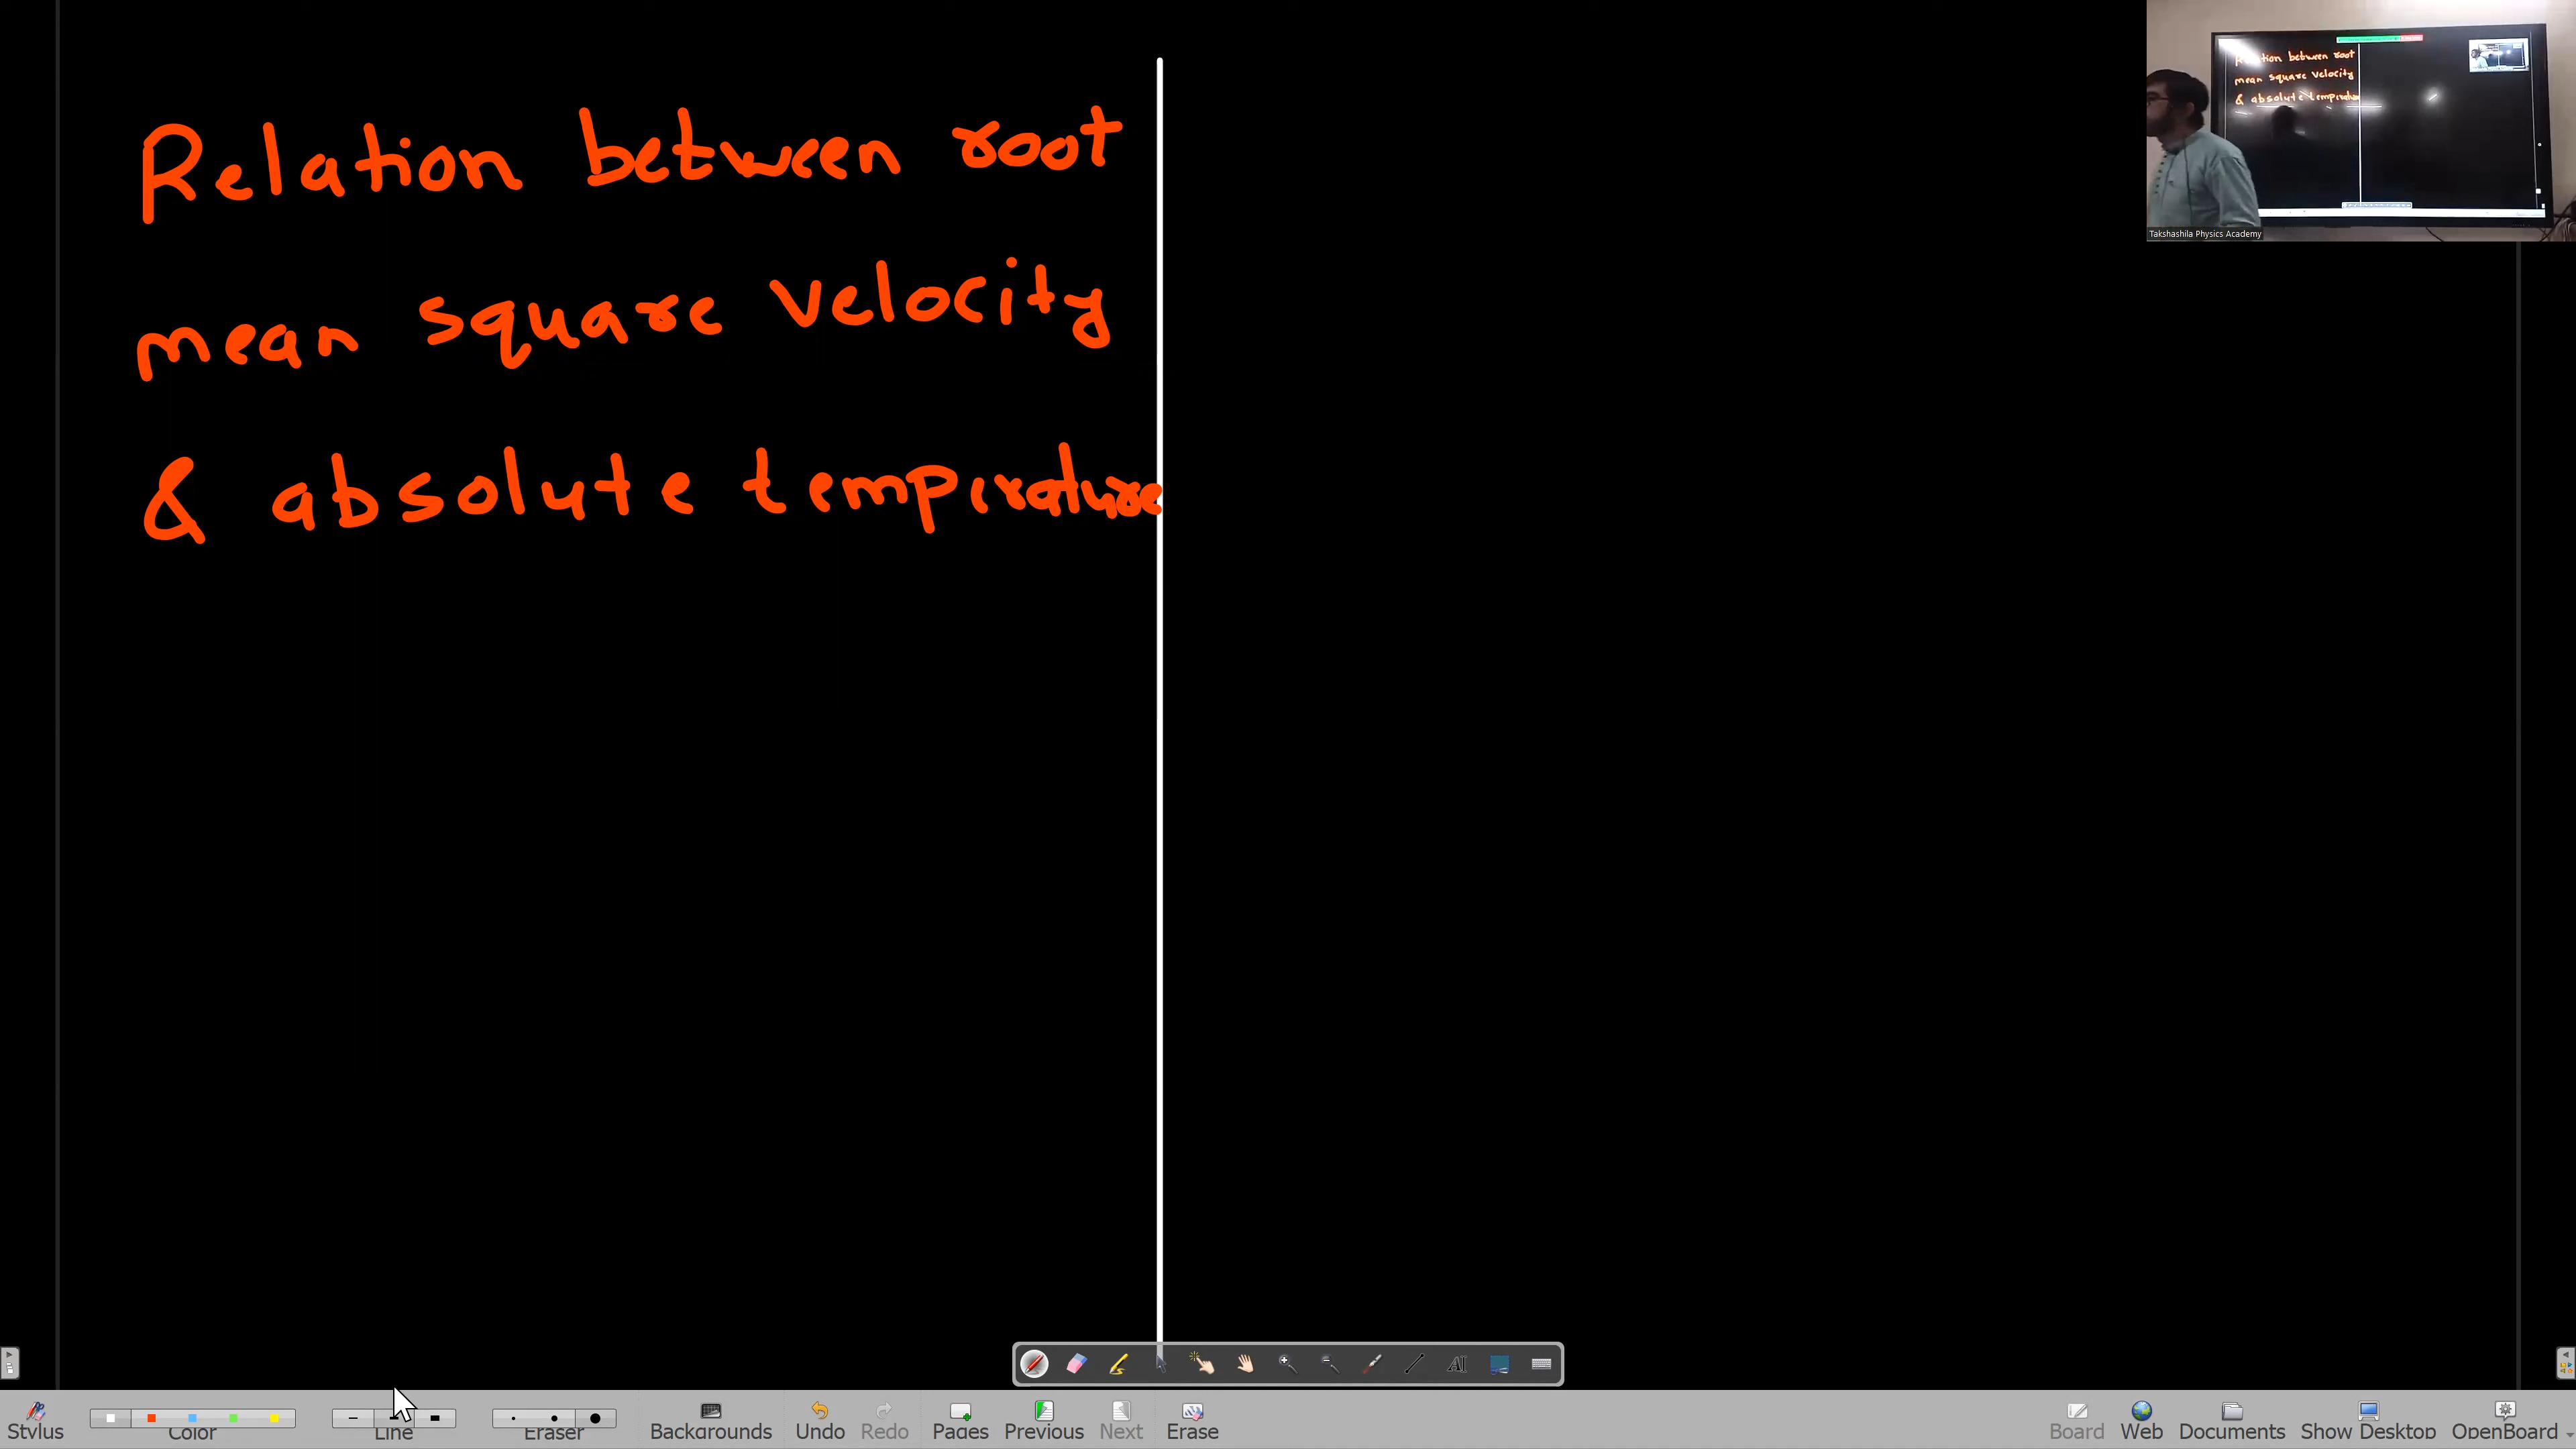 Relation between root
mean square velocity
& absolute tempirature
Takshashila Physics Academy
Stylus
Color
Line
Eraser
Backgrounds
Undo
Redo
Pages
Previous
Next
Erase
Board
Web
Documents
Show Desktop
OpenBoard